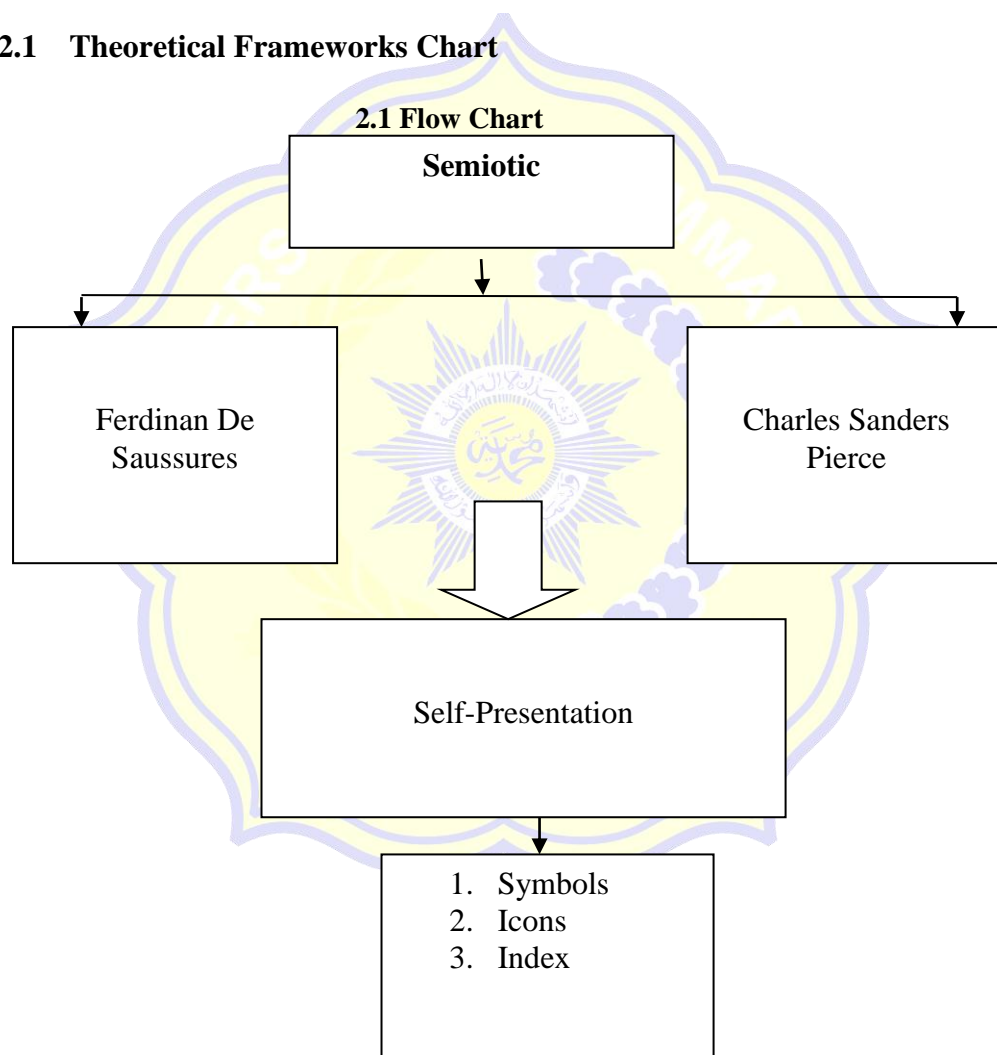 2.1 Theoretical Frameworks Chart
2.1 Flow Chart
Semiotic
Ferdinan De
Saussures
Charles Sanders
Pierce
Self-Presentation
1. Symbols
2. Icons
3. Index